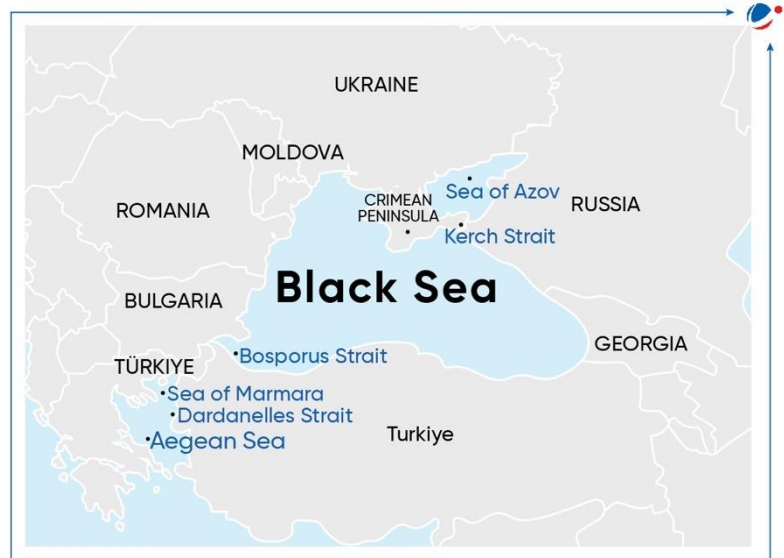 UKRAINE
MOLDOVA
Sea of Azov
CRIMEAN
PENINSULA
RUSSIA
ROMANIA
Kerch Strait
Black Sea
BULGARIA
GEORGIA
Bosporus Strait
TÜRKIYE
Sea of Marmara
Dardanelles Strait
Turkiye
Aegean Sea